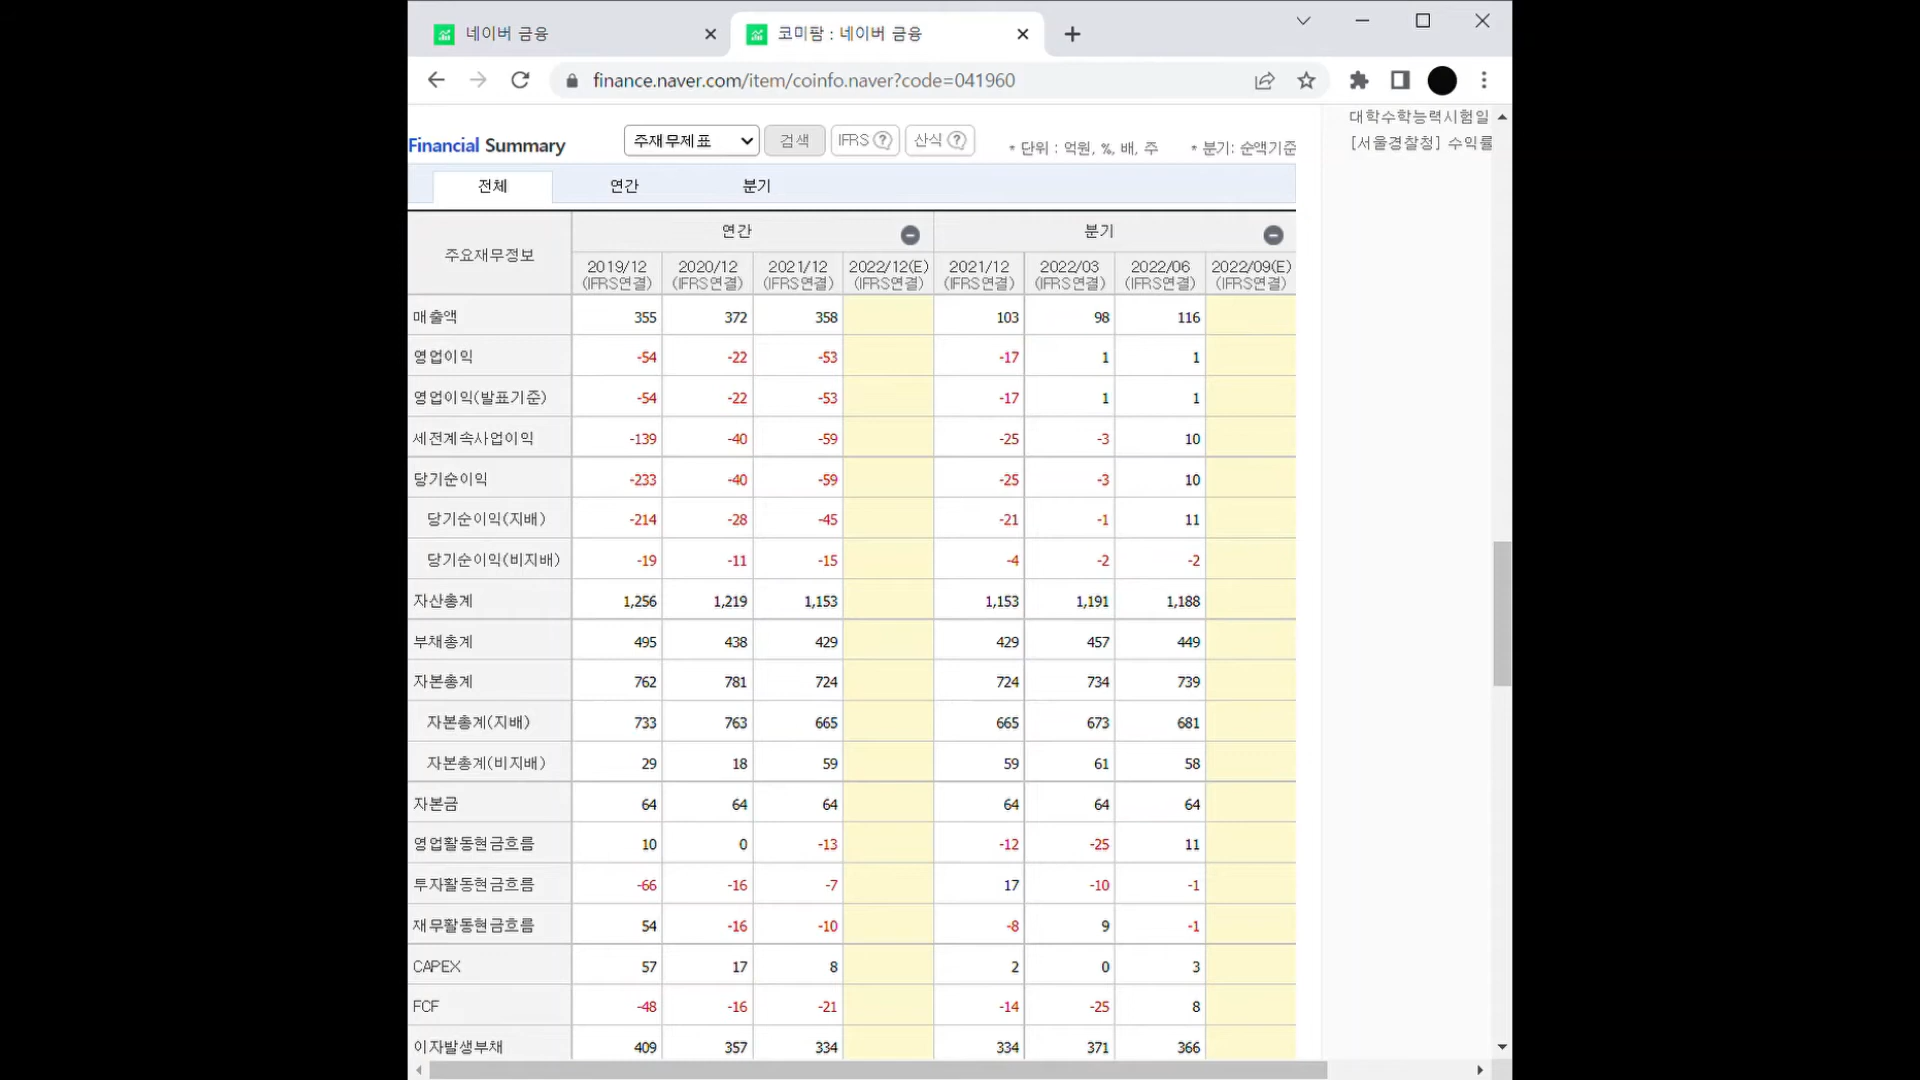 네이버 금융
코미팜 : 네이버 금융
finance.naver.com/item/coinfo.naver?code=041960
대학수학능력시험일
[서울경찰청] 수익률
Financial Summary
주재무제표
검색
IFRS ?
산식 ?
* 단위 : 억원, %, 배, 주
* 분기: 순액기준
전체 연간 분기
주요재무정보 연간 분기
2019/12 2020/12 2021/12 2022/12(E) 2021/12 2022/03 2022/06 2022/09(E)
(IFRS연결) (IFRS연결) (IFRS연결) (IFRS연결) (IFRS연결) (IFRS연결) (IFRS연결) (IFRS연결)
매출액 355 372 358 103 98 116
영업이익 -54 -22 -53 -17 1 1
영업이익(발표기준) -54 -22 -53 -17 1 1
세전계속사업이익 -139 -40 -59 -25 -3 10
당기순이익 -233 -40 -59 -25 -3 10
당기순이익(지배) -214 -28 -45 -21 -1 11
당기순이익(비지배) -19 -11 -15 -4 -2 -2
자산총계 1,256 1,219 1,153 1,153 1,191 1,188
부채총계 495 438 429 429 457 449
자본총계 762 781 724 724 734 739
자본총계(지배) 733 763 665 665 673 681
자본총계(비지배) 29 18 59 59 61 58
자본금 64 64 64 64 64 64
영업활동현금흐름 10 0 -13 -12 -25 11
투자활동현금흐름 -66 -16 -7 17 -10 -1
재무활동현금흐름 54 -16 -10 -8 9 -1
CAPEX 57 17 8 2 0 3
FCF -48 -16 -21 -14 -25 8
이자발생부채 409 357 334 334 371 366